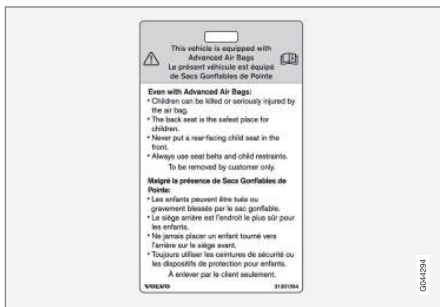 This vehicle is equipped with
Advanced Air Bags
Le présent véhicule est équipé
de Sacs Gonflables de Pointe
Even with Advanced Air Bags:
• Children can be killed or seriously injured by
the air bag.
• The back seat is the safest place for
children.
• Never put a rear-facing child seat in the
front.
• Always use seat belts and child restraints.
To be removed by customer only.
Malgré la présence de Sacs Gonflables de
Pointe:
• Les enfants peuvent être tués ou
gravement blessés par le sac gonflable.
• Le siège arrière est l'endroit le plus sûr pour
les enfants.
• Ne jamais placer un enfant tourné vers
l'arrière sur le siège avant.
• Toujours utiliser les ceintures de sécurité ou
les dispositifs de protection pour enfants.
À enlever par le client seulement.
VOLVO 31301564
G044294